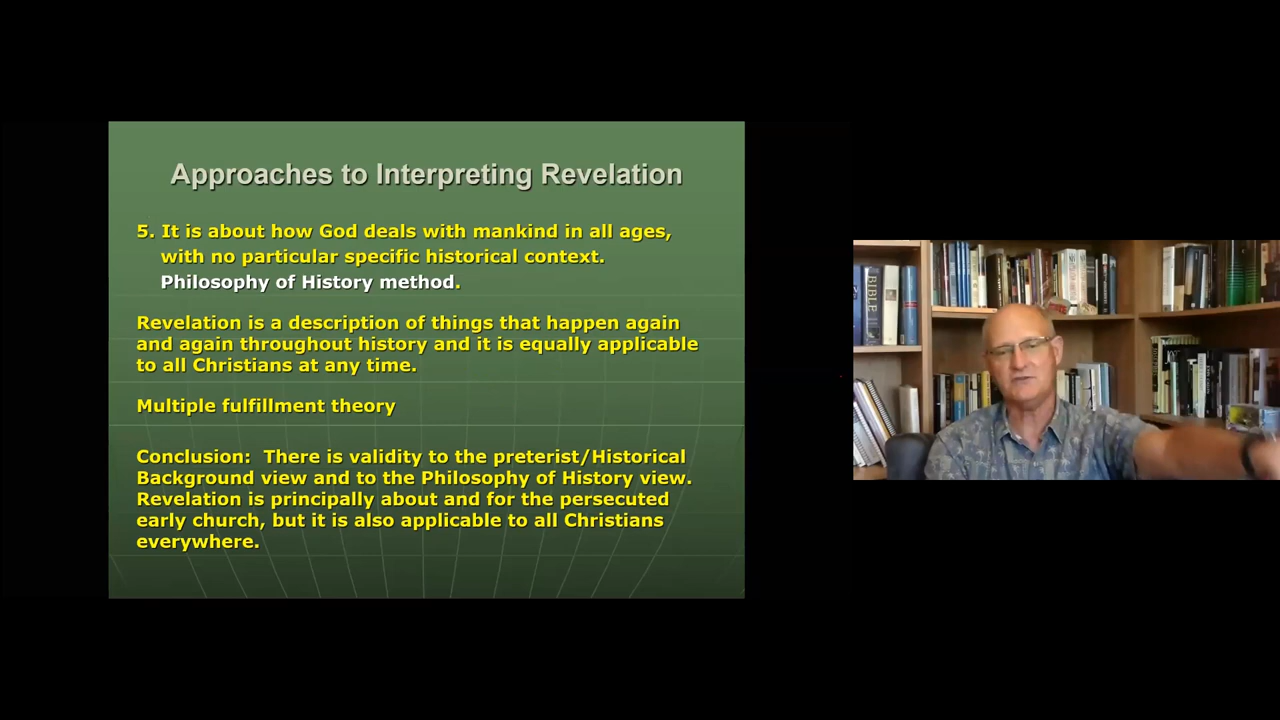 Approaches to Interpreting Revelation
5. It is about how God deals with mankind in all ages,
with no particular specific historical context.
Philosophy of History method.
Revelation is a description of things that happen again
and again throughout history and it is equally applicable
to all Christians at any time.
Multiple fulfillment theory
Conclusion: There is validity to the preterist/Historical
Background view and to the Philosophy of History view.
Revelation is principally about and for the persecuted
early church, but it is also applicable to all Christians
everywhere.
BIBLE